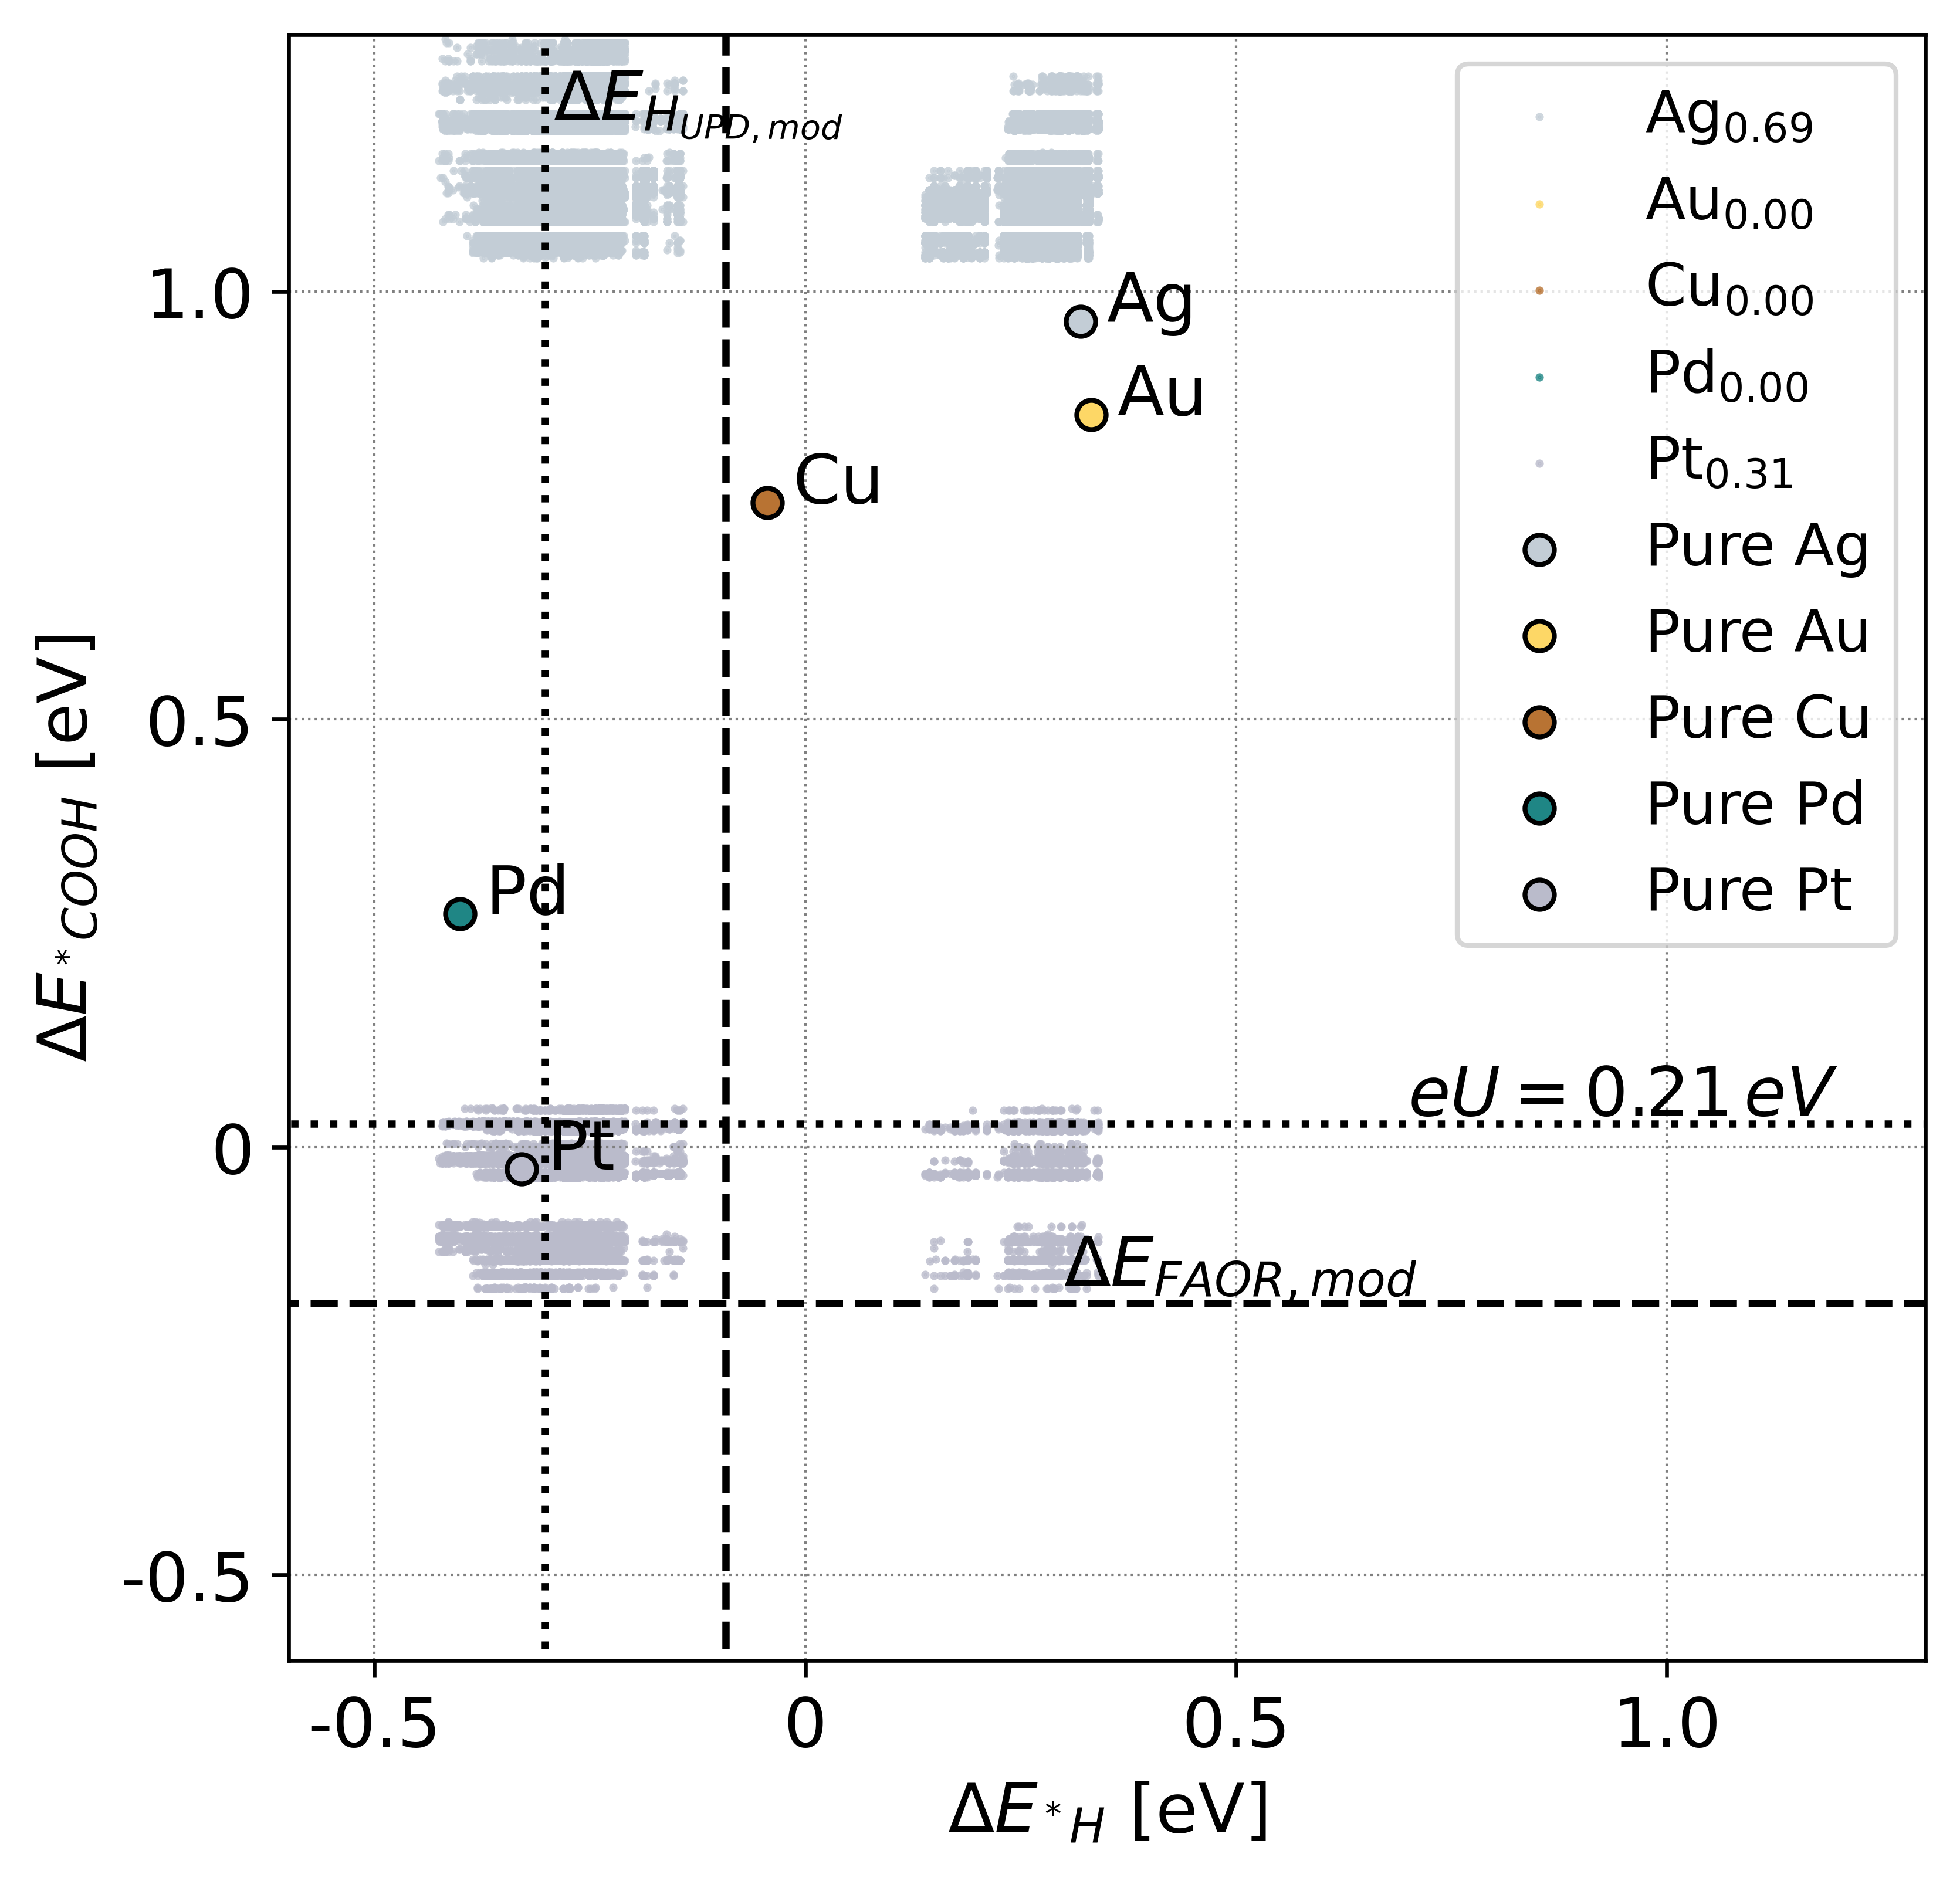 ΔE_{H_{UPD, mod}}
Ag
Au
Cu
Pd
Pt
eU = 0.21 eV
ΔE_{FAOR, mod}
Ag_{0.69}
Au_{0.00}
Cu_{0.00}
Pd_{0.00}
Pt_{0.31}
Pure Ag
Pure Au
Pure Cu
Pure Pd
Pure Pt
1.0
0.5
0
-0.5
ΔE_{*COOH} [eV]
-0.5
0
0.5
1.0
ΔE_{*H} [eV]